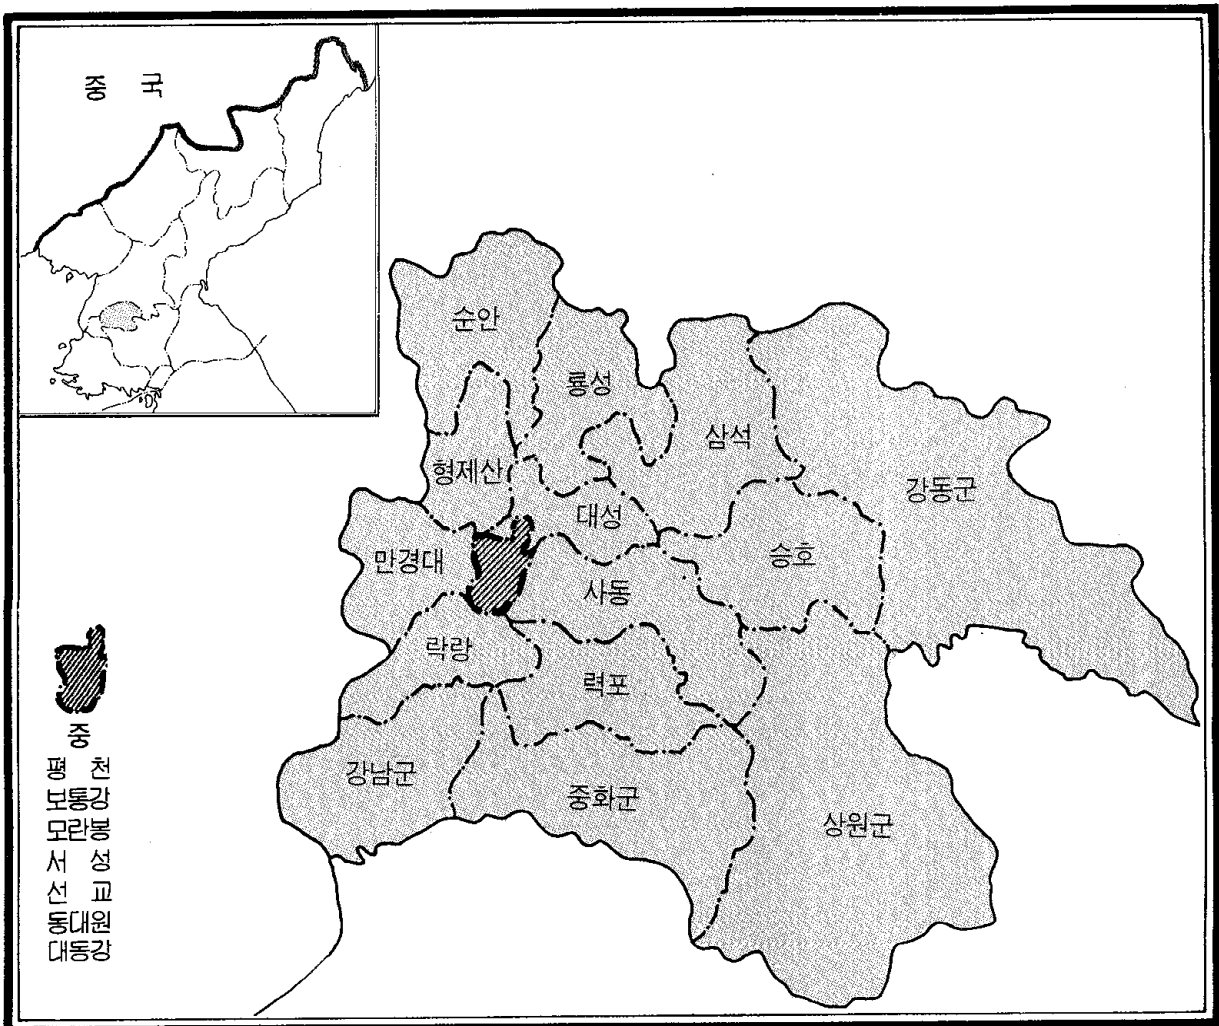 중 국
순안
룡성
삼석
강동군
형제산
대성
만경대
승호
사동
락랑
력포
강남군
중화군
상원군
중
평 천
보통강
모란봉
서 성
선 교
동대원
대동강